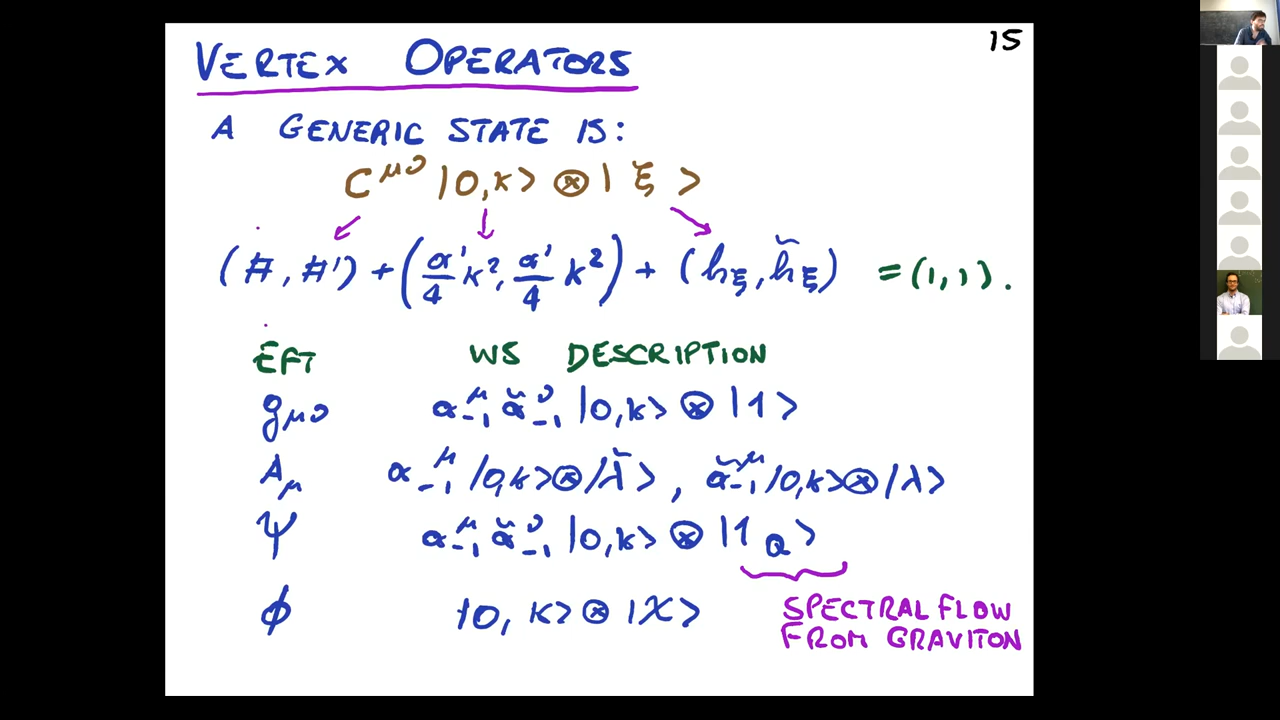 VERTEX OPERATORS
15
A GENERIC STATE IS:
C^{μν} |0,k> ⊗ | ξ̃ >
(#, #') + (α'/4 k², α'/4 k²) + (h_ξ, h̃_ξ) = (1,1).
EFT WS DESCRIPTION
g_{μν} α^μ_{-1} α̃^ν_{-1} |0,k> ⊗ |1>
A_μ α^μ_{-1} |0,k> ⊗ |λ̃>, α̃^μ_{-1} |0,k> ⊗ |λ>
Ψ α^μ_{-1} α̃^ν_{-1} |0,k> ⊗ |1_Q>
ϕ |0, k> ⊗ |χ>
SPECTRAL FLOW
FROM GRAVITON